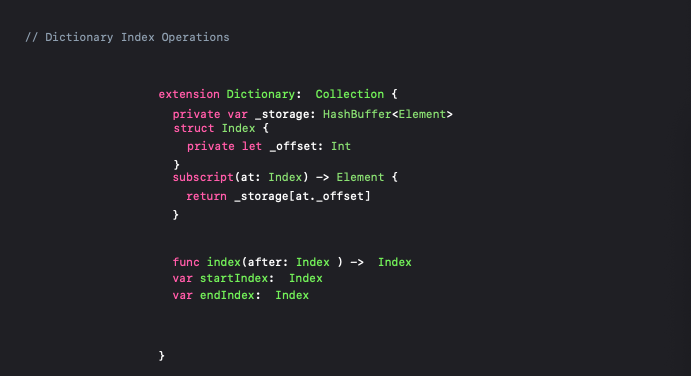 // Dictionary Index Operations
extension Dictionary: Collection {
private var _storage: HashBuffer<Element>
struct Index {
private let _offset: Int
}
subscript(at: Index) -> Element {
return _storage[at._offset]
}
func index(after: Index ) -> Index
var startIndex: Index
var endIndex: Index
}